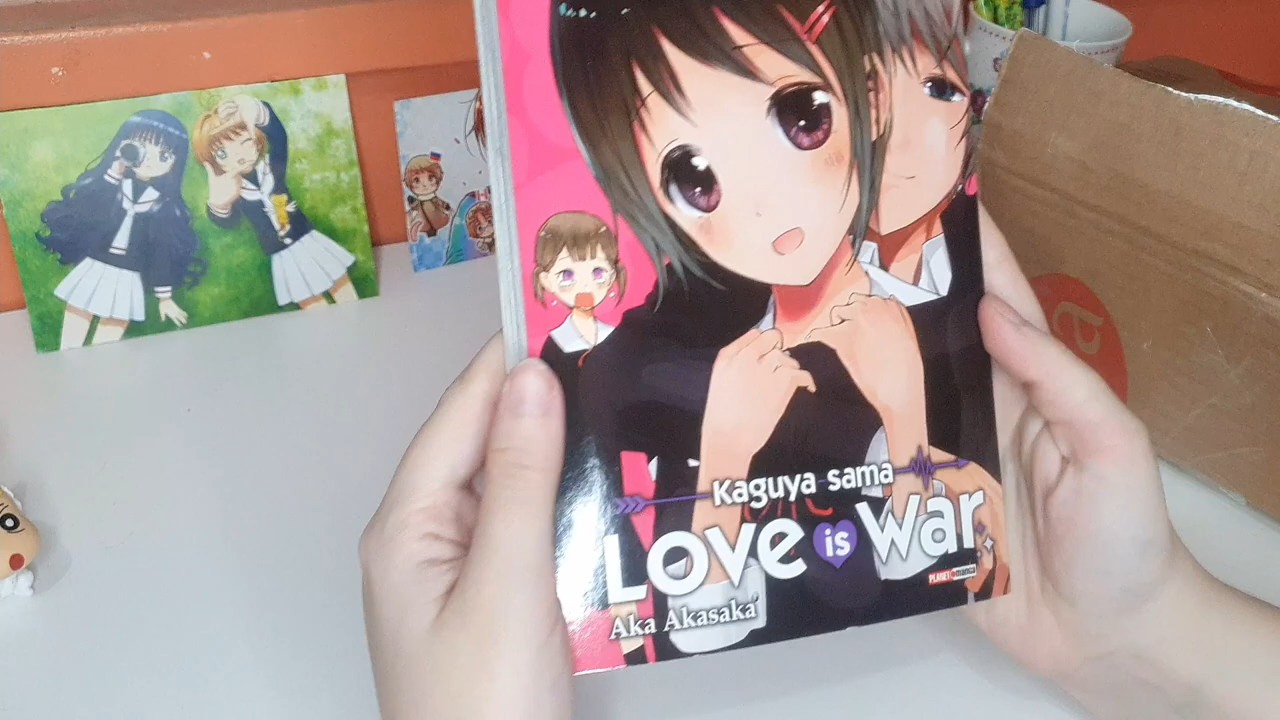 Kaguya sama
LOVE is WAR
Aka Akasaka
PLANET manga
a